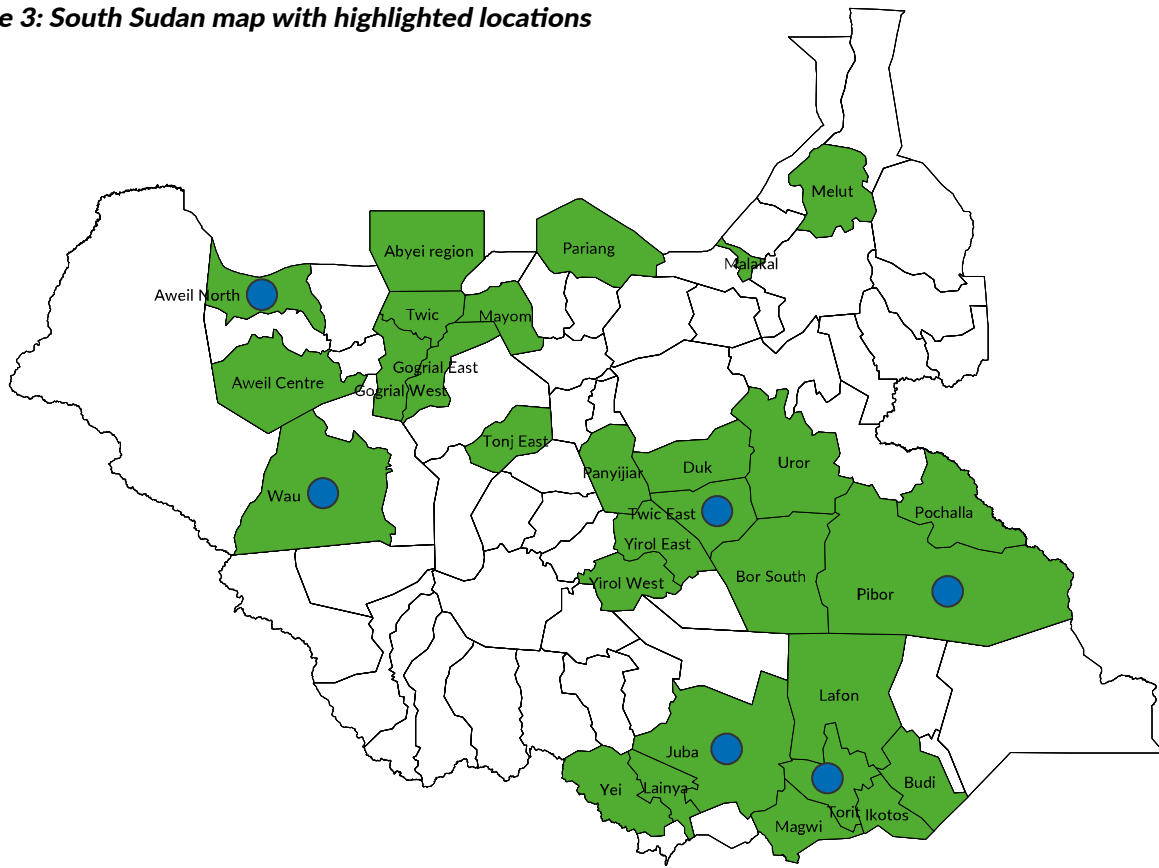 e 3: South Sudan map with highlighted locations
Melut
Abyei region
Pariang
Malakal
Aweil North
Twic
Mayom
Gogrial East
Aweil Centre
Gogrial West
Tonj East
Uror
Panyijiar
Duk
Wau
Twic East
Pochalla
Yirol East
Bor South
Yirol West
Pibor
Lafon
Juba
Budi
Yei
Lainya
Torit
Ikotos
Magwi